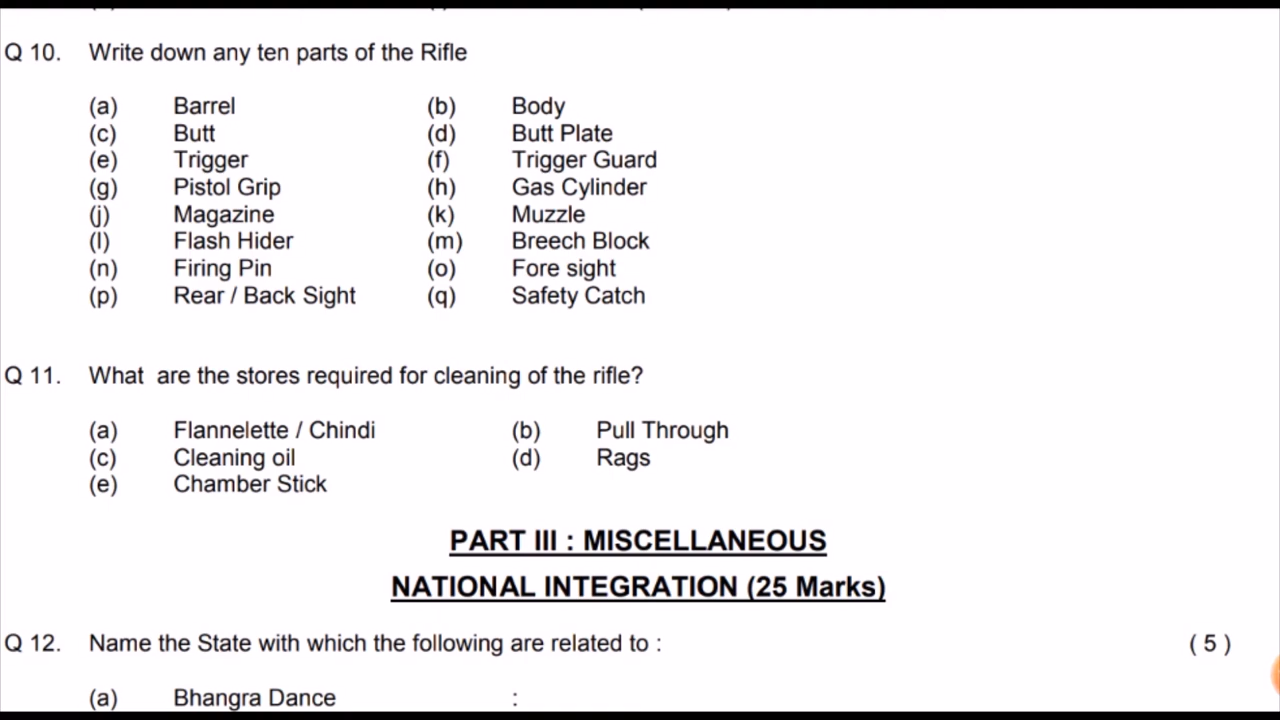 Q 10. Write down any ten parts of the Rifle
(a) Barrel (b) Body
(c) Butt (d) Butt Plate
(e) Trigger (f) Trigger Guard
(g) Pistol Grip (h) Gas Cylinder
(j) Magazine (k) Muzzle
(l) Flash Hider (m) Breech Block
(n) Firing Pin (o) Fore sight
(p) Rear / Back Sight (q) Safety Catch
Q 11. What are the stores required for cleaning of the rifle?
(a) Flannelette / Chindi (b) Pull Through
(c) Cleaning oil (d) Rags
(e) Chamber Stick
PART III : MISCELLANEOUS
NATIONAL INTEGRATION (25 Marks)
Q 12. Name the State with which the following are related to : ( 5 )
(a) Bhangra Dance :